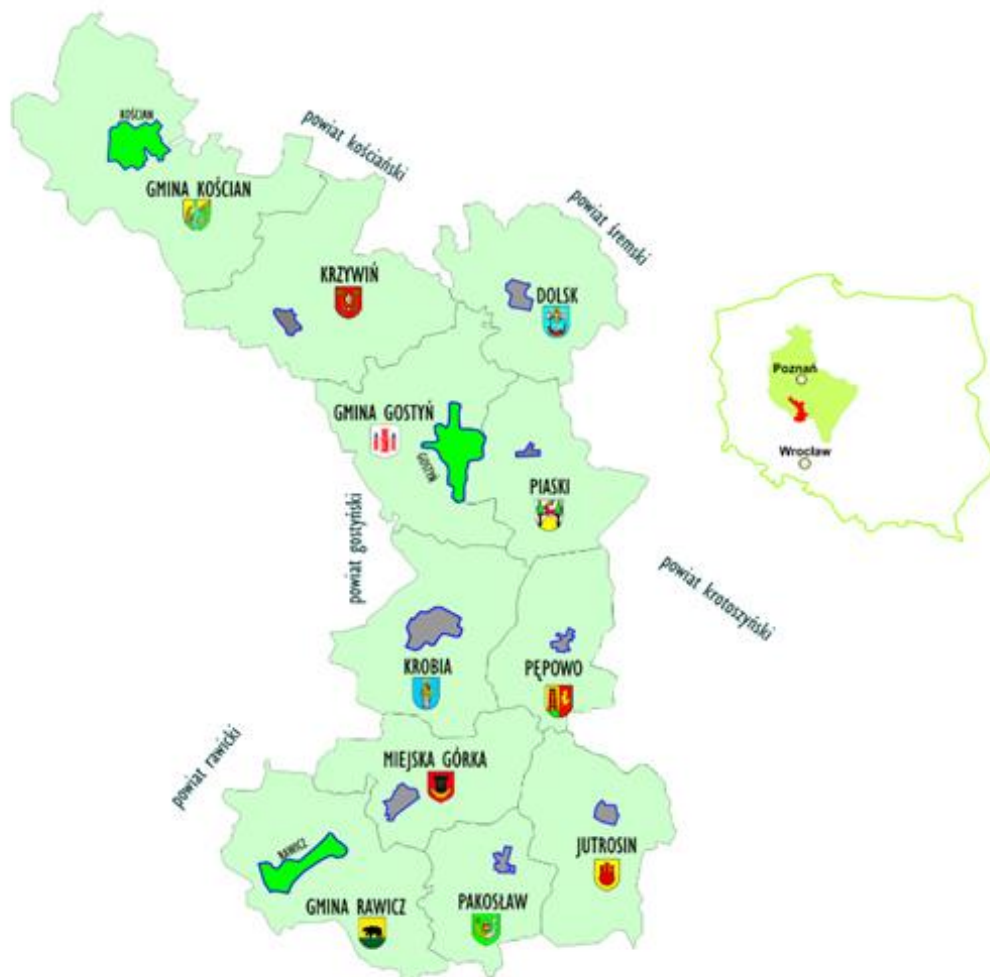 KOŚCIAN
powiat kościański
GMINA KOŚCIAN
powiat śremski
KRZYWIŃ
DOLSK
Poznań
GMINA GOSTYŃ
GOSTYŃ
Wrocław
PIASKI
powiat gostyński
powiat krotoszyński
KROBIA
PĘPOWO
powiat rawicki
MIEJSKA GÓRKA
RAWICZ
JUTROSIN
GMINA RAWICZ
PAKOSŁAW